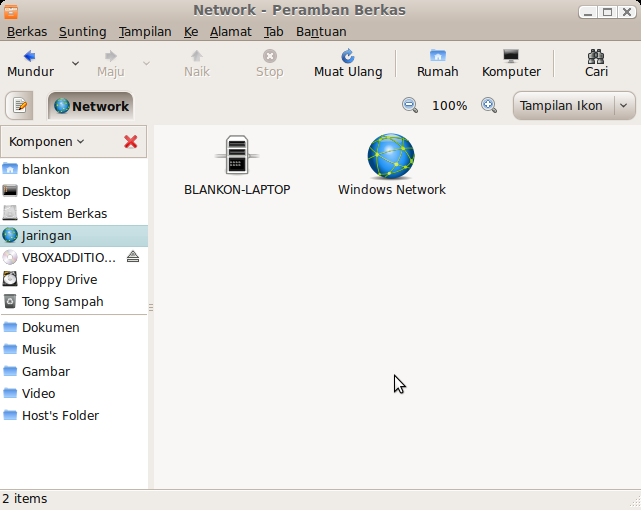 Network - Peramban Berkas
Berkas Sunting Tampilan Ke Alamat Tab Bantuan
Mundur Maju Naik Stop Muat Ulang Rumah Komputer Cari
Network 100% Tampilan Ikon
Komponen
blankon
Desktop
Sistem Berkas
Jaringan
VBOXADDITIO...
Floppy Drive
Tong Sampah
Dokumen
Musik
Gambar
Video
Host's Folder
BLANKON-LAPTOP Windows Network
2 items